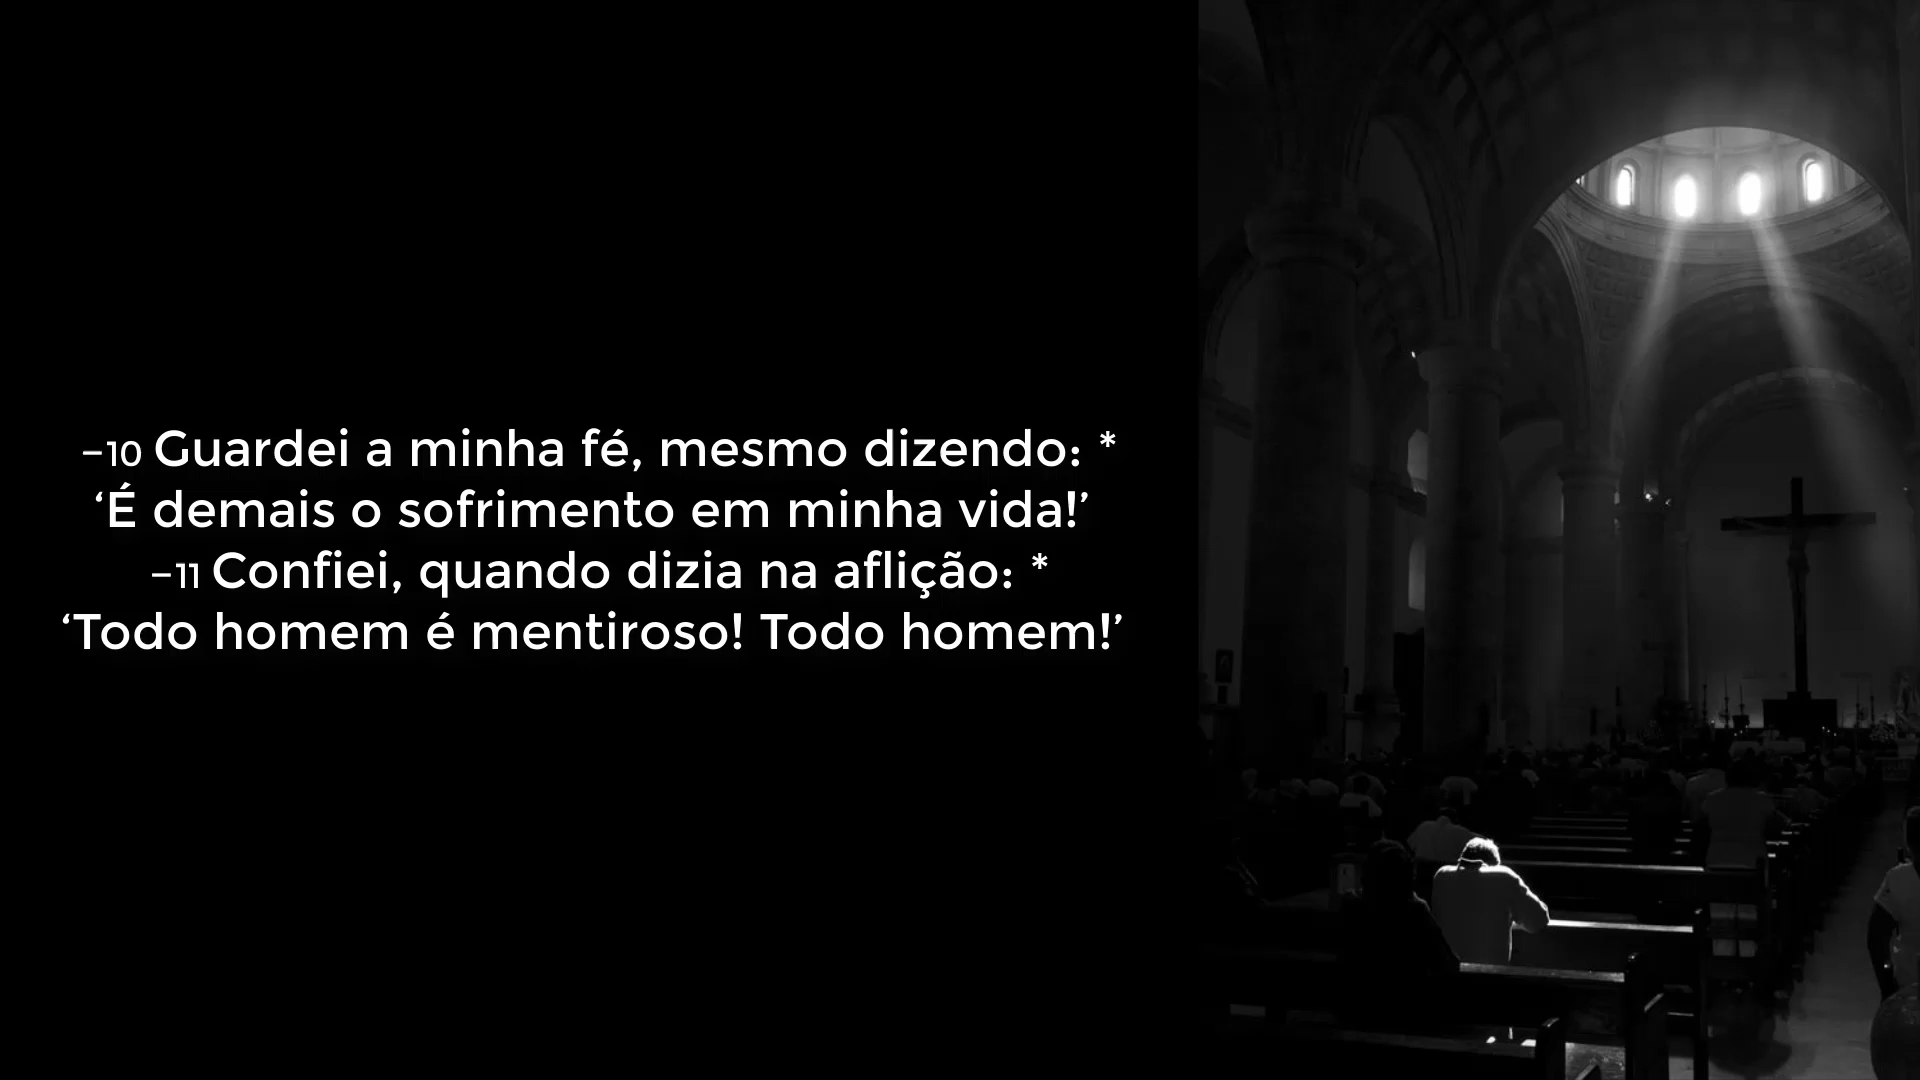 –10 Guardei a minha fé, mesmo dizendo: *
‘É demais o sofrimento em minha vida!’
–11 Confiei, quando dizia na aflição: *
‘Todo homem é mentiroso! Todo homem!’